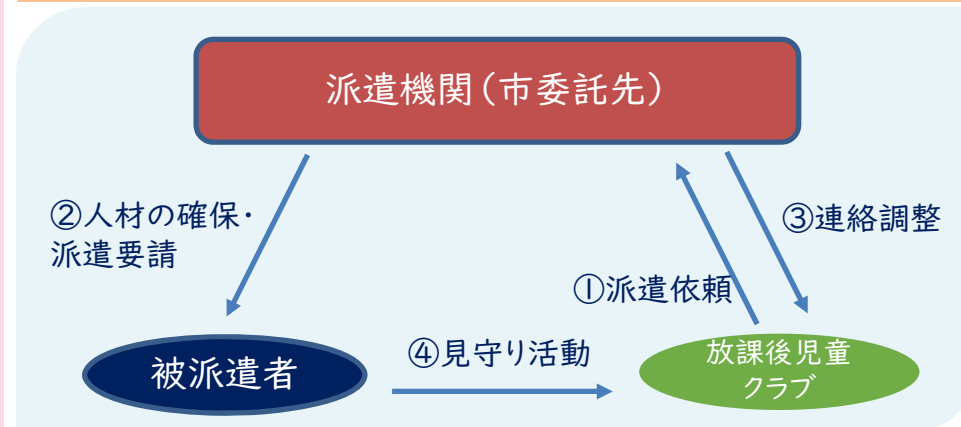 派遣機関（市委託先）
②人材の確保・
派遣要請
③連絡調整
①派遣依頼
被派遣者
④見守り活動
放課後児童
クラブ